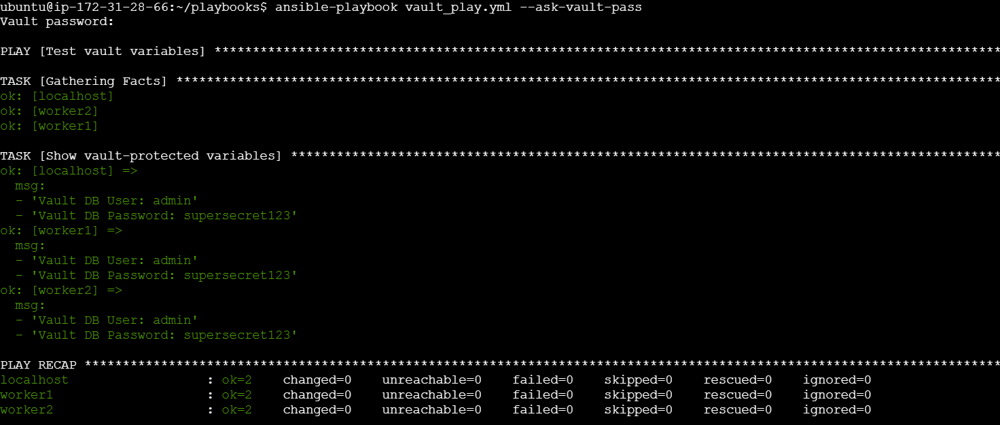 ubuntu@ip-172-31-28-66:~/playbooks$ ansible-playbook vault_play.yml --ask-vault-pass
Vault password:
PLAY [Test vault variables] *******************************************************************************************************
TASK [Gathering Facts] ************************************************************************************************************
ok: [localhost]
ok: [worker2]
ok: [worker1]
TASK [Show vault-protected variables] *********************************************************************************************
ok: [localhost] =>
  msg:
  - 'Vault DB User: admin'
  - 'Vault DB Password: supersecret123'
ok: [worker1] =>
  msg:
  - 'Vault DB User: admin'
  - 'Vault DB Password: supersecret123'
ok: [worker2] =>
  msg:
  - 'Vault DB User: admin'
  - 'Vault DB Password: supersecret123'
PLAY RECAP ************************************************************************************************************************
localhost                  : ok=2    changed=0    unreachable=0    failed=0    skipped=0    rescued=0    ignored=0
worker1                    : ok=2    changed=0    unreachable=0    failed=0    skipped=0    rescued=0    ignored=0
worker2                    : ok=2    changed=0    unreachable=0    failed=0    skipped=0    rescued=0    ignored=0